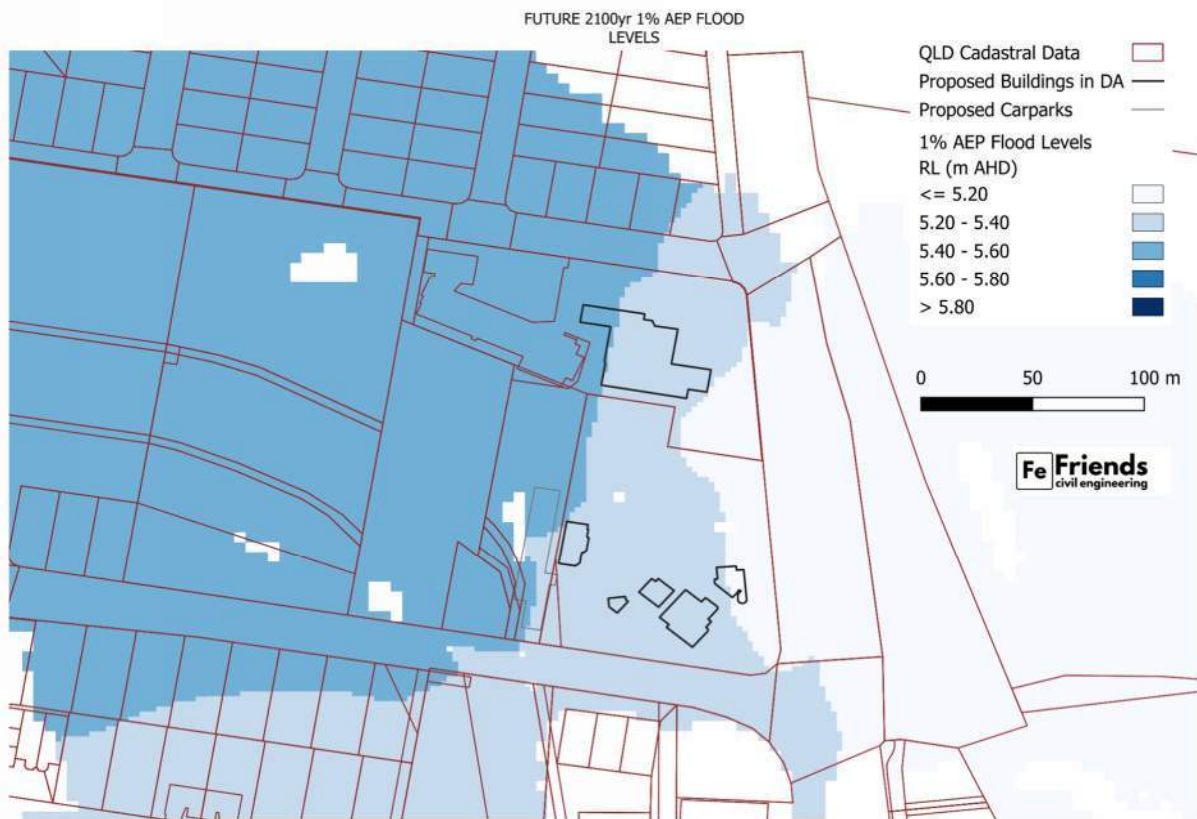 FUTURE 2100yr 1% AEP FLOOD
LEVELS
QLD Cadastral Data
Proposed Buildings in DA
Proposed Carparks
1% AEP Flood Levels
RL (m AHD)
<= 5.20
5.20 - 5.40
5.40 - 5.60
5.60 - 5.80
> 5.80
0 50 100 m
Fe Friends
civil engineering